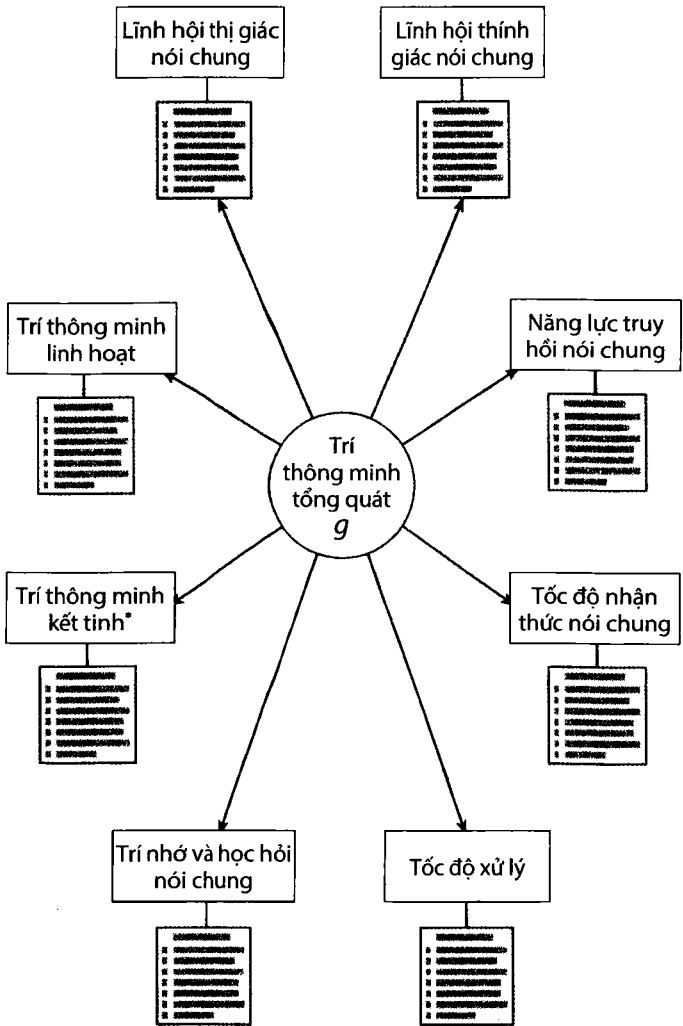 Lĩnh hội thị giác
nói chung
Lĩnh hội thính
giác nói chung
Trí thông minh
linh hoạt
Năng lực truy
hồi nói chung
Trí
thông minh
tổng quát
g
Trí thông minh
kết tinh*
Tốc độ nhận
thức nói chung
Trí nhớ và học hỏi
nói chung
Tốc độ xử lý